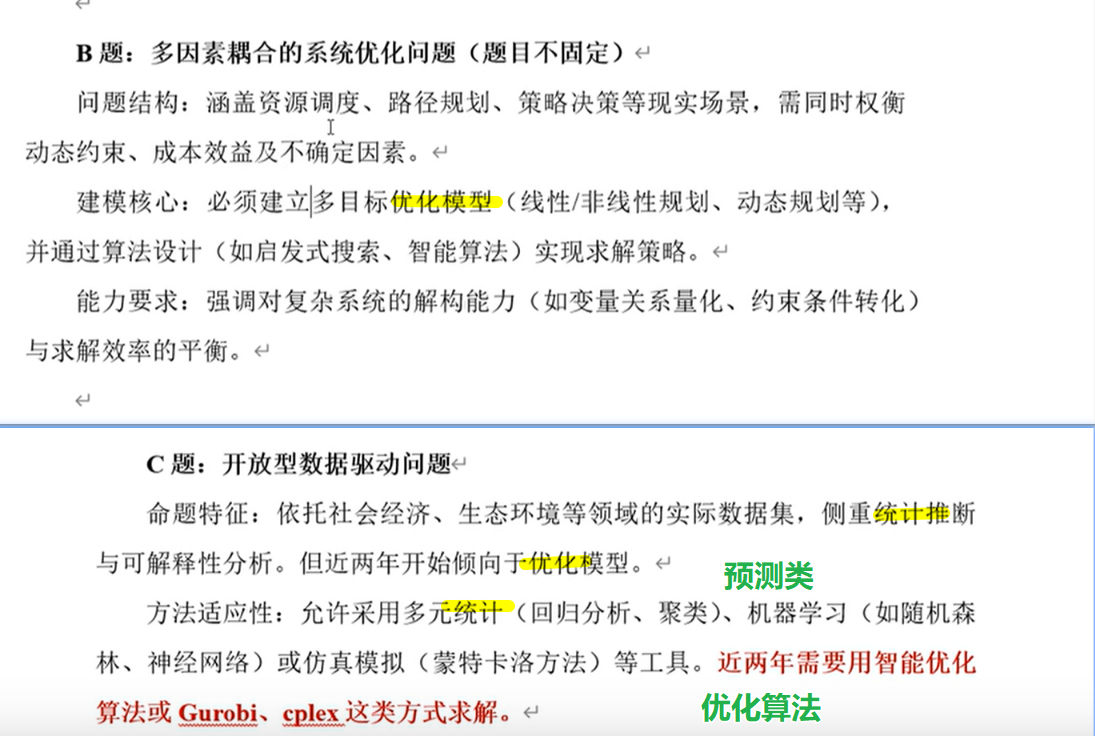 B 题：多因素耦合的系统优化问题（题目不固定）
问题结构：涵盖资源调度、路径规划、策略决策等现实场景，需同时权衡
动态约束、成本效益及不确定因素。
建模核心：必须建立多目标优化模型（线性/非线性规划、动态规划等），
并通过算法设计（如启发式搜索、智能算法）实现求解策略。
能力要求：强调对复杂系统的解构能力（如变量关系量化、约束条件转化）
与求解效率的平衡。
C 题：开放型数据驱动问题
命题特征：依托社会经济、生态环境等领域的实际数据集，侧重统计推断
与可解释性分析。但近两年开始倾向于优化模型。
预测类
方法适应性：允许采用多元统计（回归分析、聚类）、机器学习（如随机森
林、神经网络）或仿真模拟（蒙特卡洛方法）等工具。近两年需要用智能优化
算法或 Gurobi、cplex 这类方式求解。
优化算法